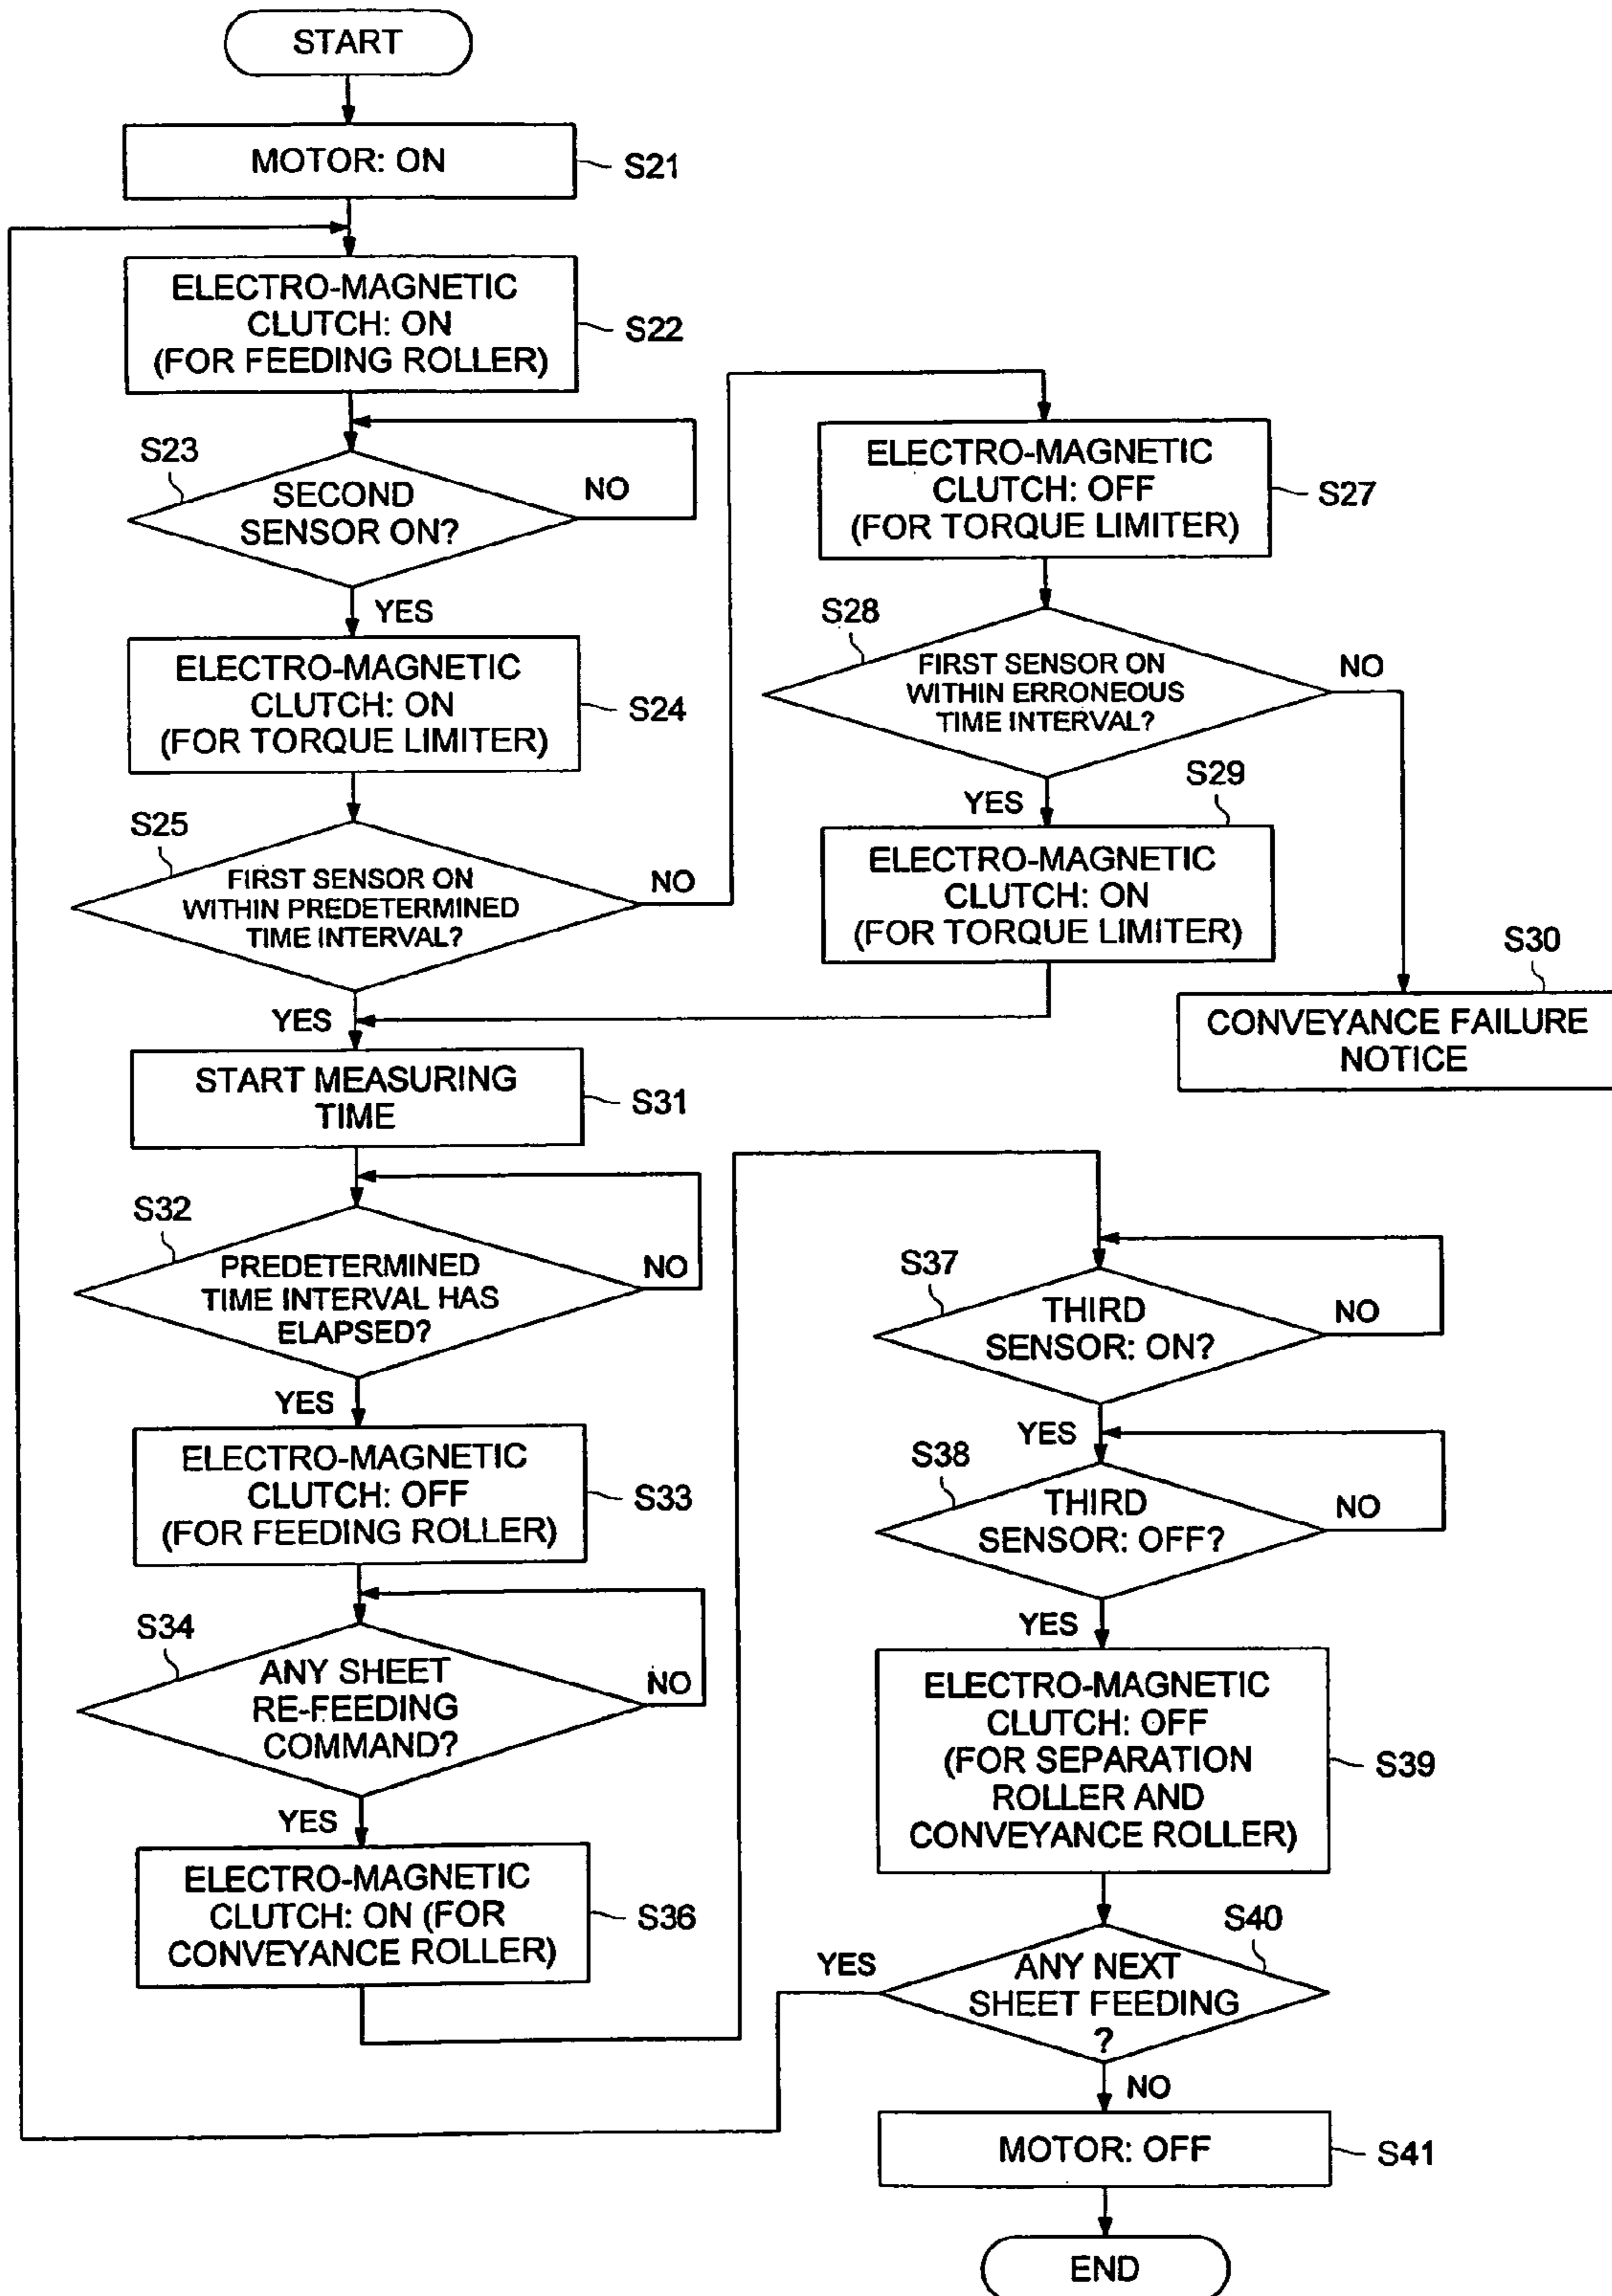 START
MOTOR: ON
S21
ELECTRO-MAGNETIC
CLUTCH: ON
(FOR FEEDING ROLLER)
S22
S23
SECOND
SENSOR ON?
NO
YES
ELECTRO-MAGNETIC
CLUTCH: ON
(FOR TORQUE LIMITER)
S24
S25
FIRST SENSOR ON
WITHIN PREDETERMINED
TIME INTERVAL?
NO
YES
ELECTRO-MAGNETIC
CLUTCH: OFF
(FOR TORQUE LIMITER)
S27
S28
FIRST SENSOR ON
WITHIN ERRONEOUS
TIME INTERVAL?
NO
YES
S29
ELECTRO-MAGNETIC
CLUTCH: ON
(FOR TORQUE LIMITER)
S30
CONVEYANCE FAILURE
NOTICE
START MEASURING
TIME
S31
S32
PREDETERMINED
TIME INTERVAL HAS
ELAPSED?
NO
YES
ELECTRO-MAGNETIC
CLUTCH: OFF
(FOR FEEDING ROLLER)
S33
S34
ANY SHEET
RE-FEEDING
COMMAND?
NO
YES
ELECTRO-MAGNETIC
CLUTCH: ON (FOR
CONVEYANCE ROLLER)
S36
S37
THIRD
SENSOR: ON?
NO
YES
S38
THIRD
SENSOR: OFF?
NO
YES
ELECTRO-MAGNETIC
CLUTCH: OFF
(FOR SEPARATION
ROLLER AND
CONVEYANCE ROLLER)
S39
S40
ANY NEXT
SHEET FEEDING
?
YES
NO
MOTOR: OFF
S41
END